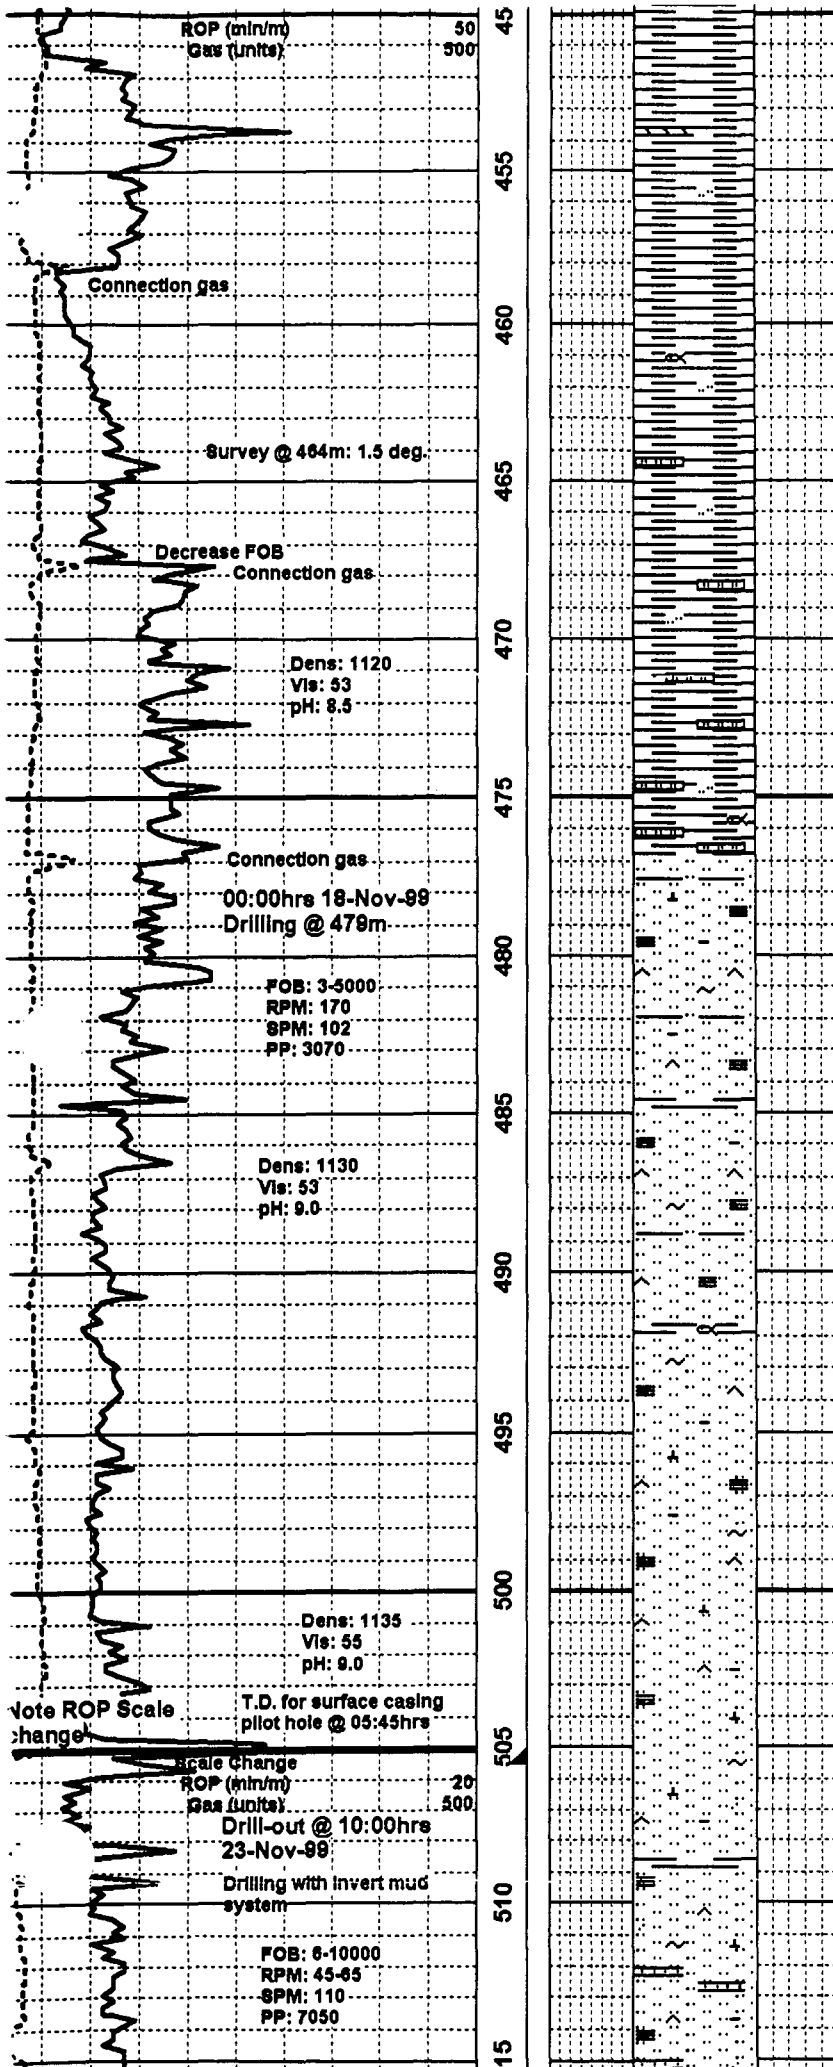 ROP (min/m) 50
Gas (units) 500
45
455
Connection gas
460
Survey @ 464m: 1.5 deg.
465
Decrease FOB
Connection gas
470
Dens: 1120
Vis: 53
pH: 8.5
475
Connection gas
00:00hrs 18-Nov-99
Drilling @ 479m
480
FOB: 3-5000
RPM: 170
SPM: 102
PP: 3070
485
Dens: 1130
Vis: 53
pH: 9.0
490
495
500
Dens: 1135
Vis: 55
pH: 9.0
Note ROP Scale
change
T.D. for surface casing
pilot hole @ 05:45hrs
505
Scale Change
ROP (min/m) 20
Gas (units) 500
Drill-out @ 10:00hrs
23-Nov-99
Drilling with invert mud
system
510
FOB: 6-10000
RPM: 45-65
SPM: 110
PP: 7050
15